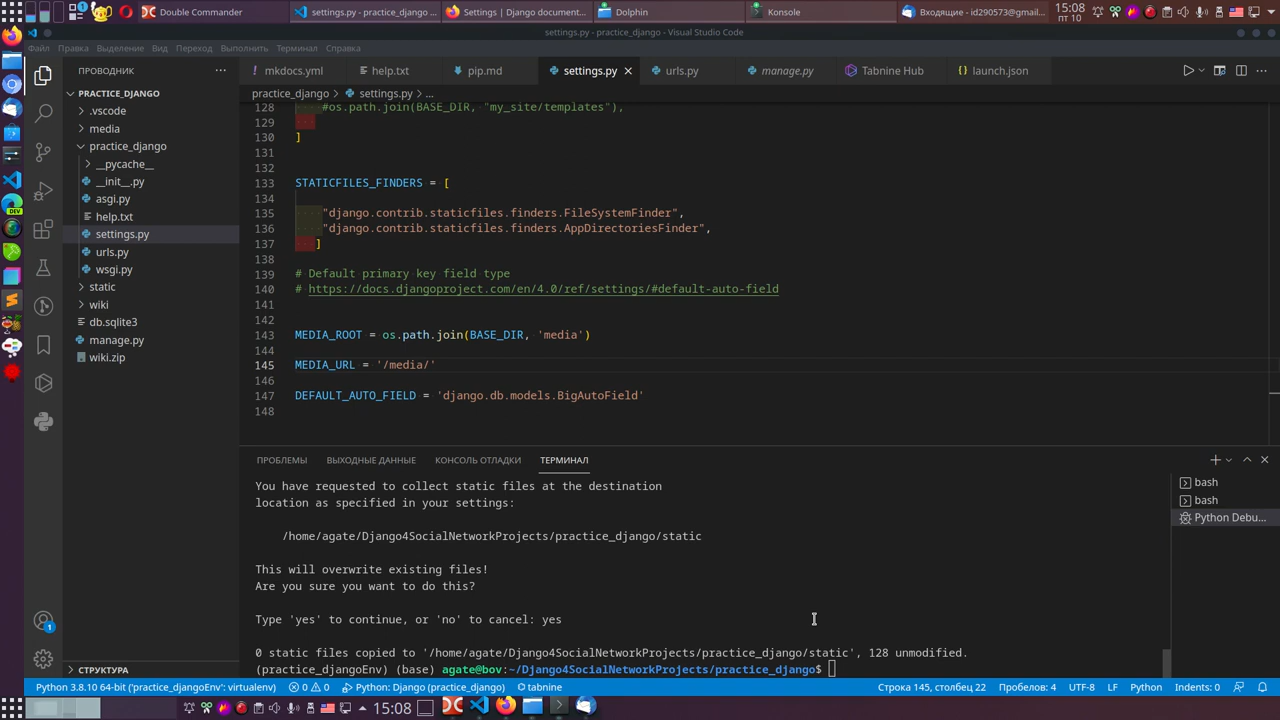 Double Commander
settings.py - practice_django ...
Settings | Django document...
Dolphin
Konsole
Входящие - id290573@gmail....
15:08
пт 10
settings.py - practice_django - Visual Studio Code
Файл Правка Выделение Вид Переход Выполнить Терминал Справка
ПРОВОДНИК
mkdocs.yml
help.txt
pip.md
settings.py
urls.py
manage.py
Tabnine Hub
launch.json
practice_django > settings.py > ...
PRACTICE_DJANGO
.vscode
media
practice_django
__pycache__
__init__.py
asgi.py
help.txt
settings.py
urls.py
wsgi.py
static
wiki
db.sqlite3
manage.py
wiki.zip
СТРУКТУРА
DEV
1
128 #os.path.join(BASE_DIR, "my_site/templates"),
129
130 ]
131
132
133 STATICFILES_FINDERS = [
134
135 "django.contrib.staticfiles.finders.FileSystemFinder",
136 "django.contrib.staticfiles.finders.AppDirectoriesFinder",
137 ]
138
139 # Default primary key field type
140 # https://docs.djangoproject.com/en/4.0/ref/settings/#default-auto-field
141
142
143 MEDIA_ROOT = os.path.join(BASE_DIR, 'media')
144
145 MEDIA_URL = '/media/'
146
147 DEFAULT_AUTO_FIELD = 'django.db.models.BigAutoField'
148
ПРОБЛЕМЫ ВЫХОДНЫЕ ДАННЫЕ КОНСОЛЬ ОТЛАДКИ ТЕРМИНАЛ
You have requested to collect static files at the destination
location as specified in your settings:
/home/agate/Django4SocialNetworkProjects/practice_django/static
This will overwrite existing files!
Are you sure you want to do this?
Type 'yes' to continue, or 'no' to cancel: yes
0 static files copied to '/home/agate/Django4SocialNetworkProjects/practice_django/static', 128 unmodified.
(practice_djangoEnv) (base) agate@bov:~/Django4SocialNetworkProjects/practice_django$
bash
bash
Python Debu...
Python 3.8.10 64-bit ('practice_djangoEnv': virtualenv) 0 0 Python: Django (practice_django) tabnine
Строка 145, столбец 22 Пробелов: 4 UTF-8 LF Python Indents: 0
15:08